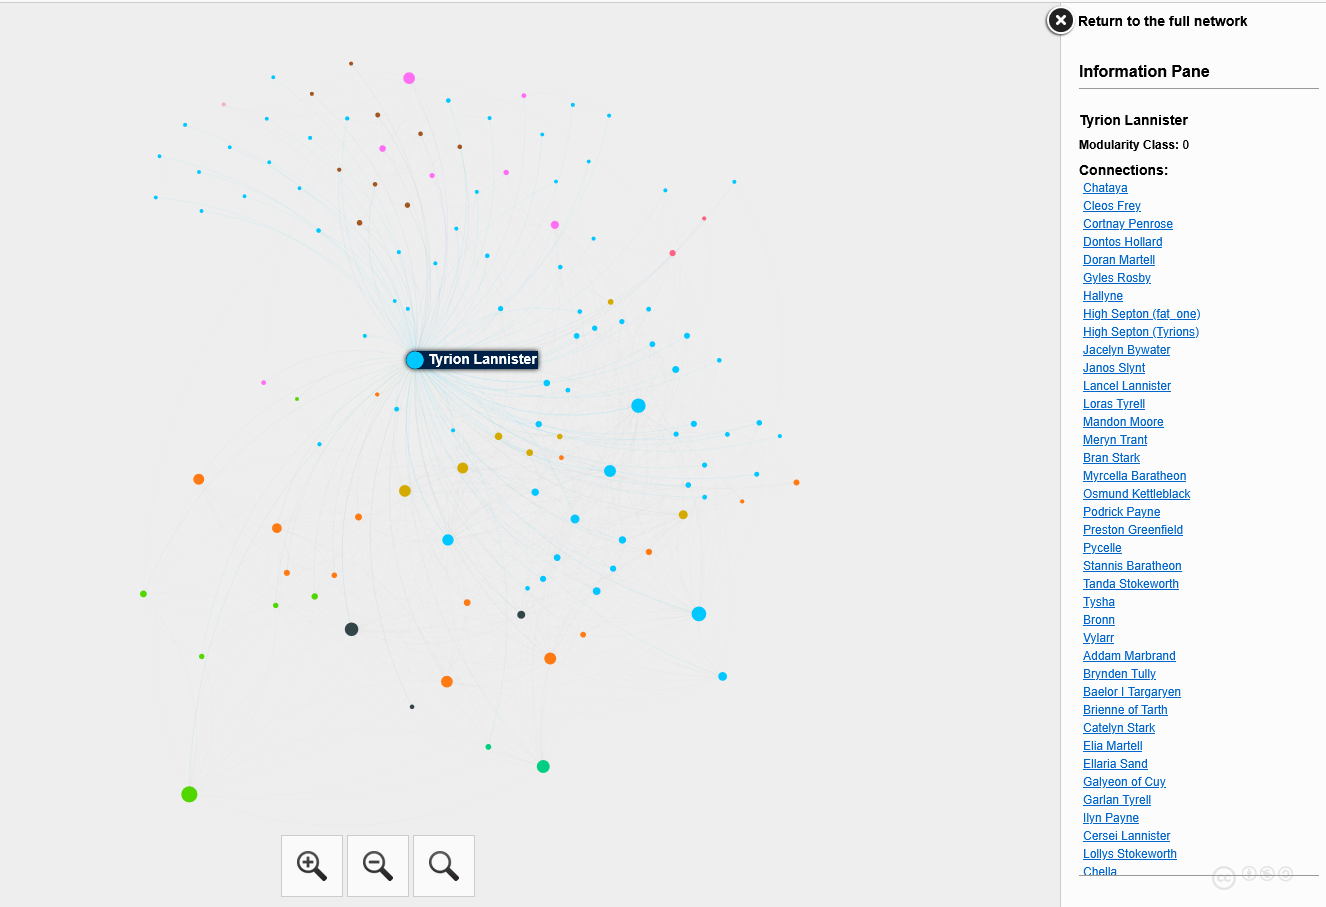 Return to the full network
Information Pane
Tyrion Lannister
Modularity Class: 0
Connections:
Chataya
Cleos Frey
Cortnay Penrose
Dontos Hollard
Doran Martell
Gyles Rosby
Hallyne
High Septon (fat_one)
High Septon (Tyrions)
Jacelyn Bywater
Janos Slynt
Lancel Lannister
Loras Tyrell
Mandon Moore
Meryn Trant
Bran Stark
Myrcella Baratheon
Osmund Kettleblack
Podrick Payne
Preston Greenfield
Pycelle
Stannis Baratheon
Tanda Stokeworth
Tysha
Bronn
Vylarr
Addam Marbrand
Brynden Tully
Baelor I Targaryen
Brienne of Tarth
Catelyn Stark
Elia Martell
Ellaria Sand
Galyeon of Cuy
Garlan Tyrell
Ilyn Payne
Cersei Lannister
Lollys Stokeworth
Chella
Tyrion Lannister